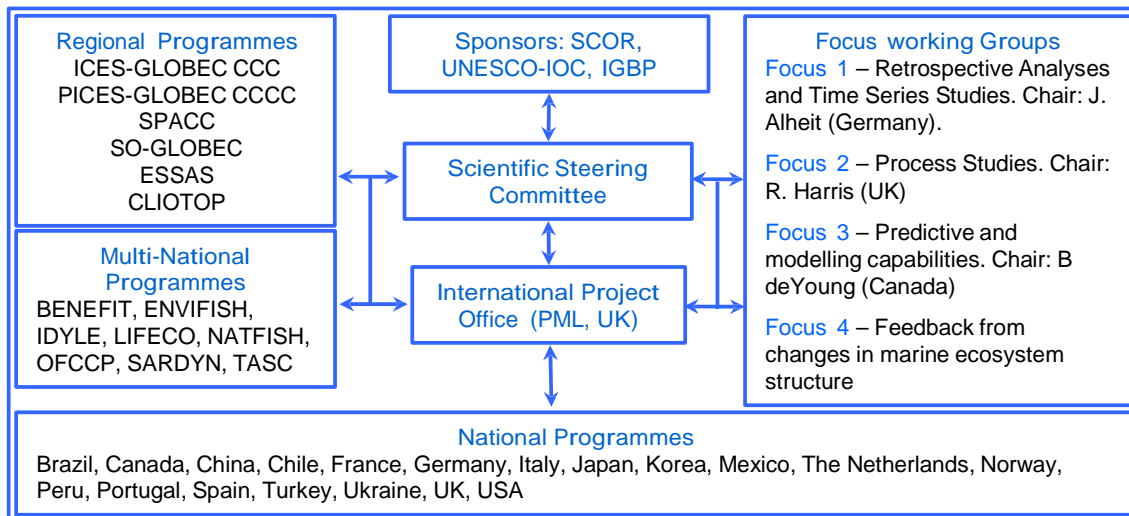 Regional Programmes
ICES-GLOBEC CCC
PICES-GLOBEC CCCC
SPACC
SO-GLOBEC
ESSAS
CLIOTOP
Multi-National
Programmes
BENEFIT, ENVIFISH,
IDYLE, LIFECO, NATFISH,
OFCCP, SARDYN, TASC
Sponsors: SCOR,
UNESCO-IOC, IGBP
Scientific Steering
Committee
International Project
Office (PML, UK)
Focus working Groups
Focus 1 – Retrospective Analyses
and Time Series Studies. Chair: J.
Alheit (Germany).
Focus 2 – Process Studies. Chair:
R. Harris (UK)
Focus 3 – Predictive and
modelling capabilities. Chair: B
deYoung (Canada)
Focus 4 – Feedback from
changes in marine ecosystem
structure
National Programmes
Brazil, Canada, China, Chile, France, Germany, Italy, Japan, Korea, Mexico, The Netherlands, Norway,
Peru, Portugal, Spain, Turkey, Ukraine, UK, USA